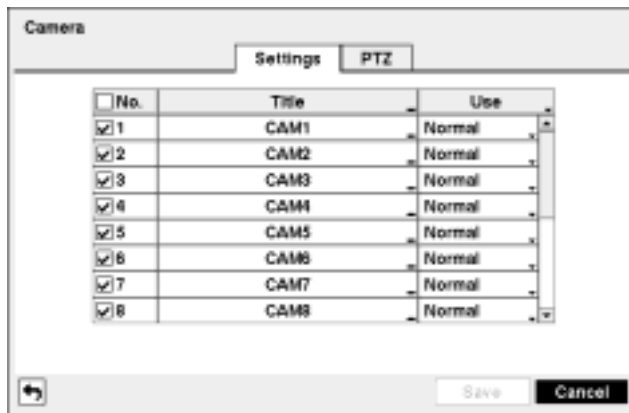 Camera
Settings PTZ
No. Title Use
1 CAM1 Normal
2 CAM2 Normal
3 CAM3 Normal
4 CAM4 Normal
5 CAM5 Normal
6 CAM6 Normal
7 CAM7 Normal
8 CAM8 Normal
Save Cancel